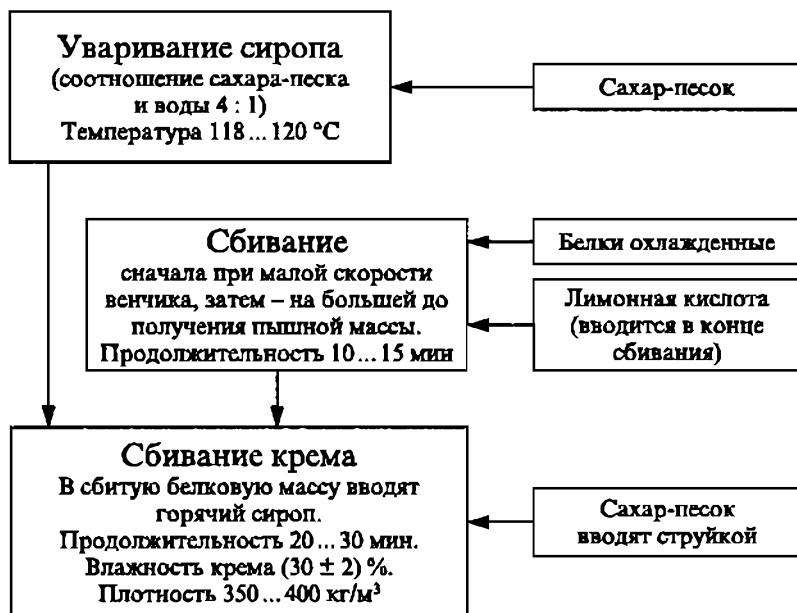 Уваривание сиропа
(соотношение сахара-песка
и воды 4 : 1)
Температура 118 ... 120 °С
Сахар-песок
Сбивание
сначала при малой скорости
венчика, затем – на большей до
получения пышной массы.
Продолжительность 10 ... 15 мин
Белки охлажденные
Лимонная кислота
(вводится в конце
сбивания)
Сбивание крема
В сбитую белковую массу вводят
горячий сироп.
Продолжительность 20 ... 30 мин.
Влажность крема (30 ± 2) %.
Плотность 350 ... 400 кг/м³
Сахар-песок
вводят струйкой